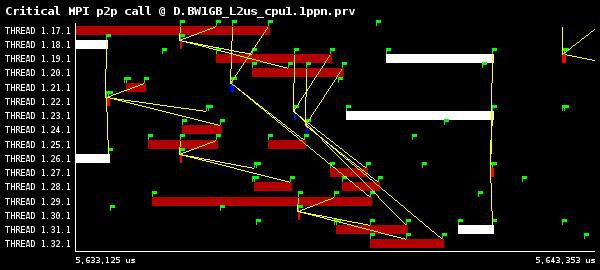 Critical MPI p2p call @ D.BW1GB_L2us_cpu1.1ppn.prv
THREAD 1.17.1
THREAD 1.18.1
THREAD 1.19.1
THREAD 1.20.1
THREAD 1.21.1
THREAD 1.22.1
THREAD 1.23.1
THREAD 1.24.1
THREAD 1.25.1
THREAD 1.26.1
THREAD 1.27.1
THREAD 1.28.1
THREAD 1.29.1
THREAD 1.30.1
THREAD 1.31.1
THREAD 1.32.1
5,633,125 us 5,643,353 us